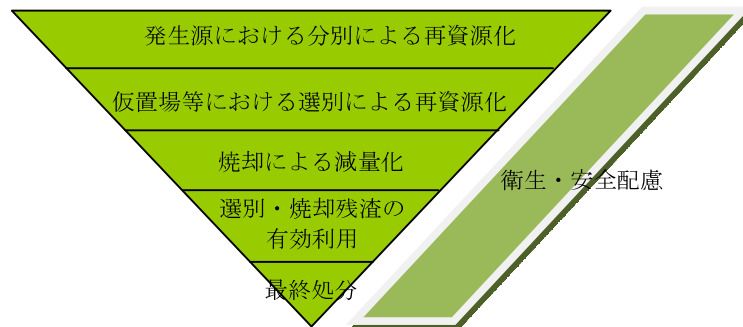 発生源における分別による再資源化
仮置場等における選別による再資源化
焼却による減量化
選別・焼却残渣の
有効利用
最終処分
衛生・安全配慮